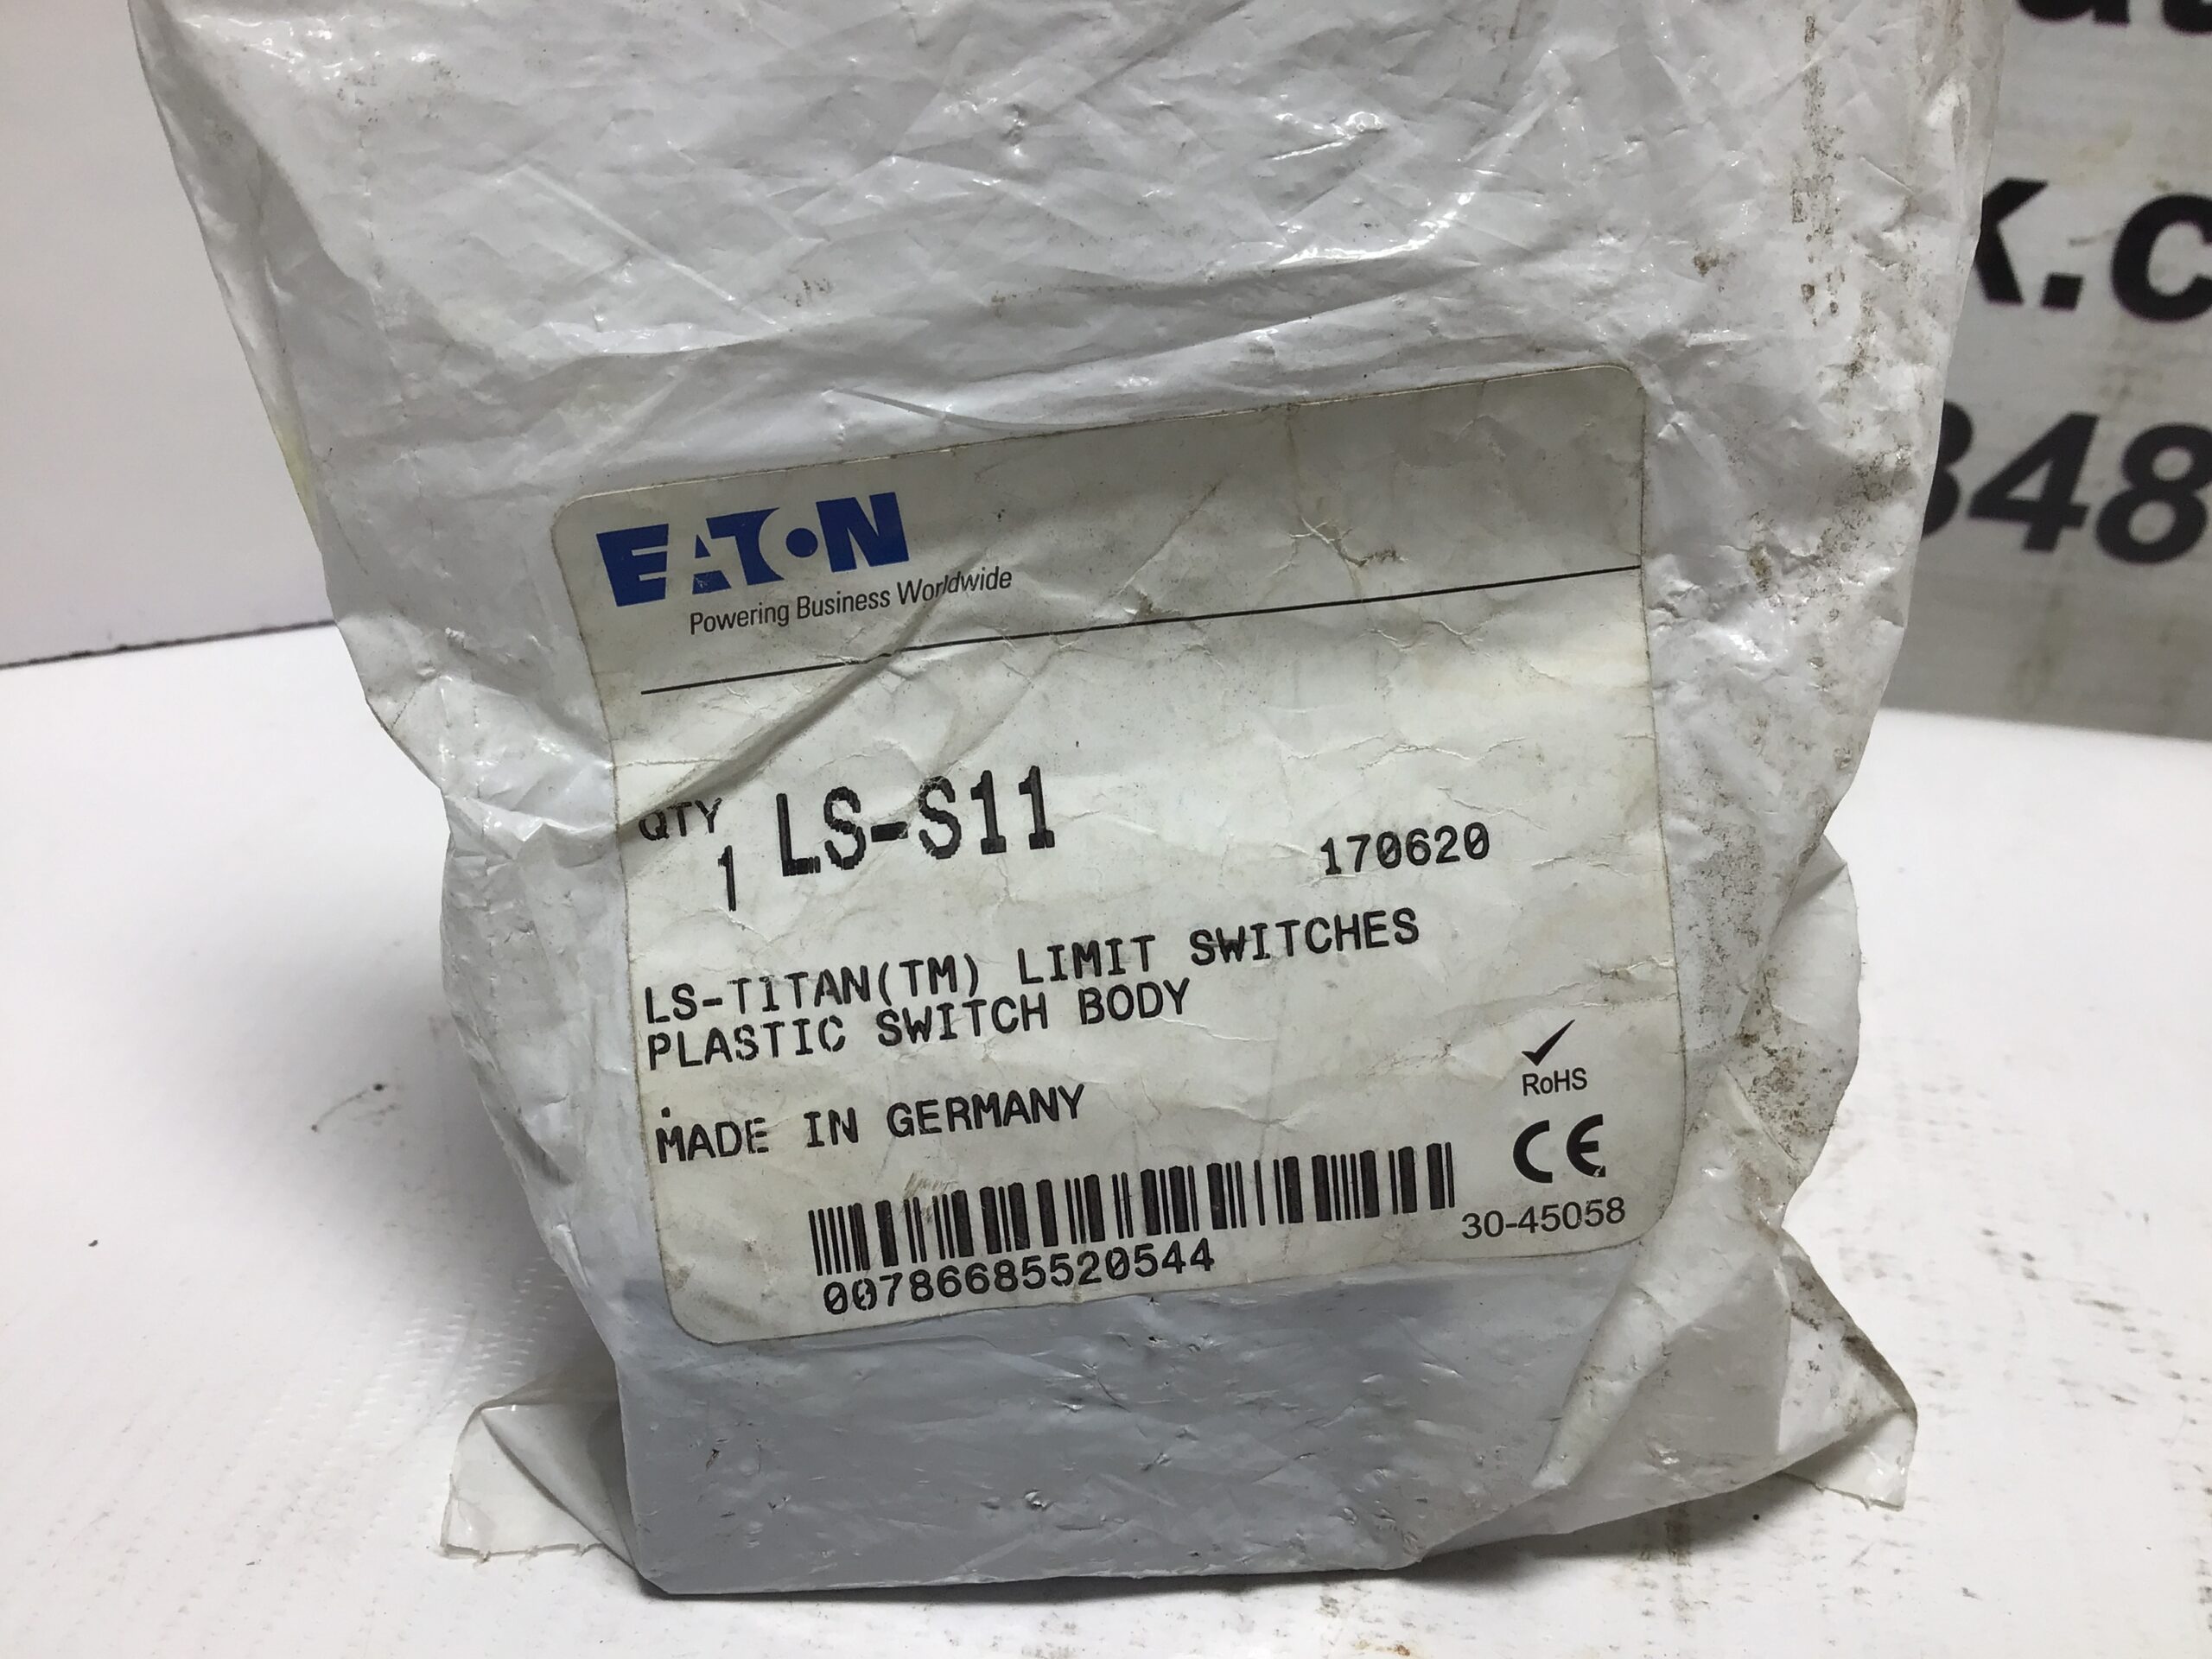 EATON
Powering Business Worldwide
QTY
1 LS-S11
170620
LS-TITAN(TM) LIMIT SWITCHES
PLASTIC SWITCH BODY
.
MADE IN GERMANY
RoHS
CE
30-45058
00786685520544
k.c
348